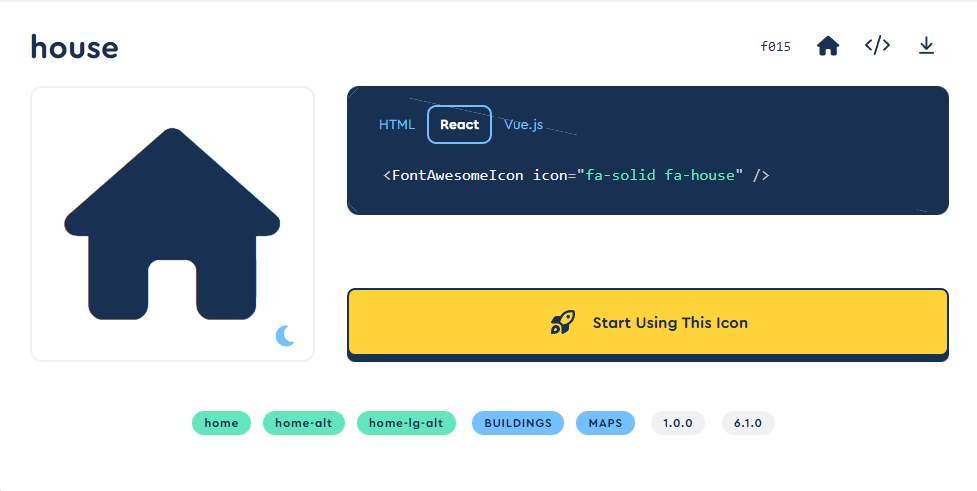 house
f015
HTML React Vue.js
<FontAwesomeIcon icon="fa-solid fa-house" />
Start Using This Icon
home home-alt home-lg-alt BUILDINGS MAPS 1.0.0 6.1.0